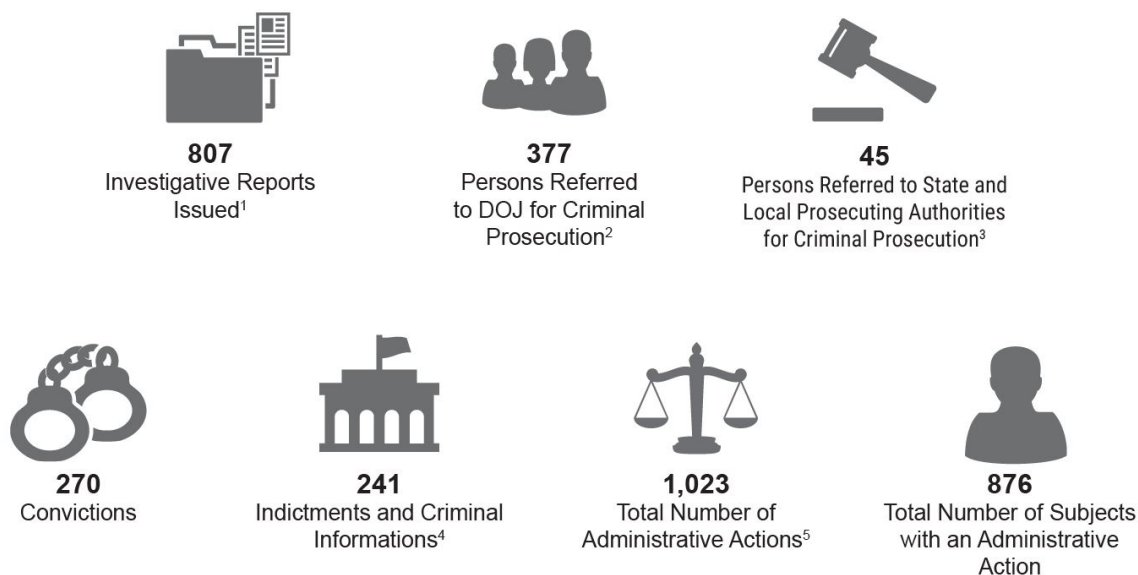 807
Investigative Reports
Issued¹
377
Persons Referred
to DOJ for Criminal
Prosecution²
45
Persons Referred to State and
Local Prosecuting Authorities
for Criminal Prosecution³
270
Convictions
241
Indictments and Criminal
Informations⁴
1,023
Total Number of
Administrative Actions⁵
876
Total Number of Subjects
with an Administrative
Action